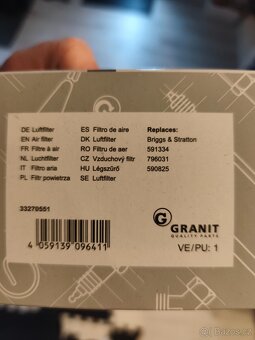 DE Luftfilter
EN Air filter
FR Filtre à air
NL Luchtfilter
IT Filtro aria
PL Filtr powietrza
ES Filtro de aire
DK Luftfilter
RO Filtru de aer
CZ Vzduchový filtr
HU Légszűrő
SE Luftfilter
Replaces:
Briggs & Stratton
591334
796031
590825
33270551
4 059139 096411
G
GRANIT
QUALITY PARTS
VE/PU: 1
Bazoš.cz